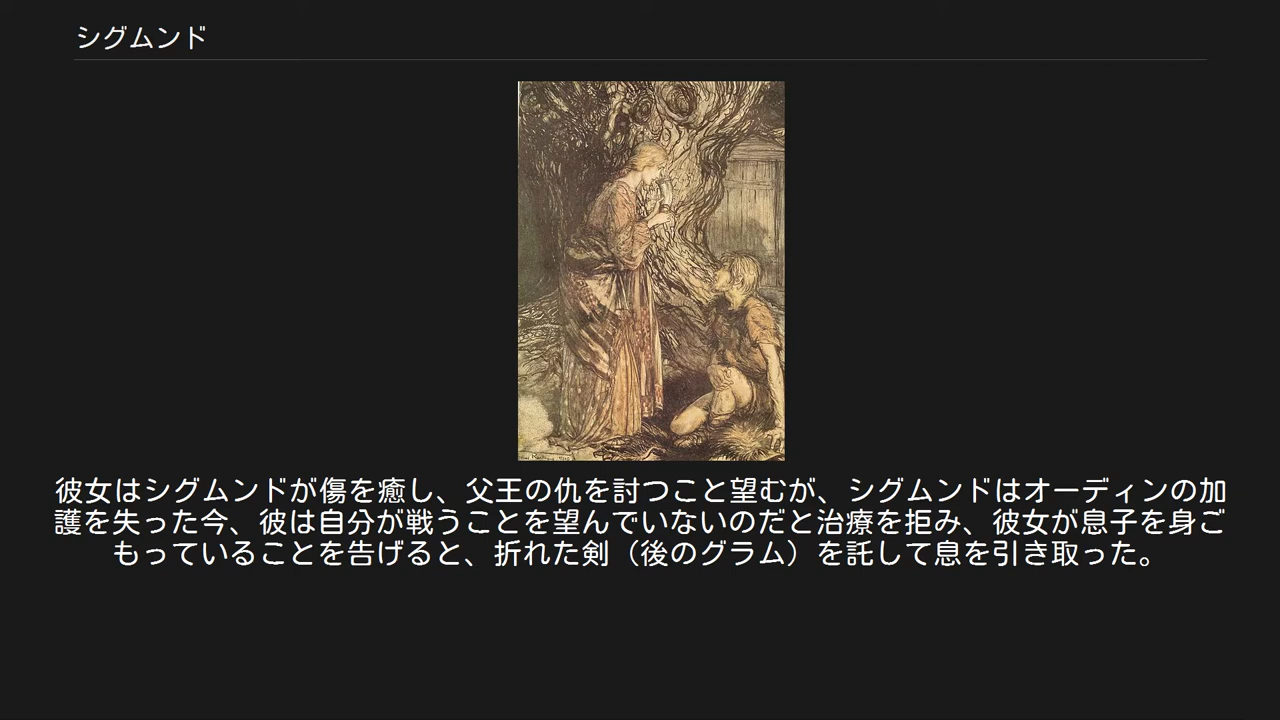 シグムンド
彼女はシグムンドが傷を癒し、父王の仇を討つこと望むが、シグムンドはオーディンの加
護を失った今、彼は自分が戦うことを望んでいないのだと治療を拒み、彼女が息子を身ご
もっていることを告げると、折れた剣（後のグラム）を託して息を引き取った。